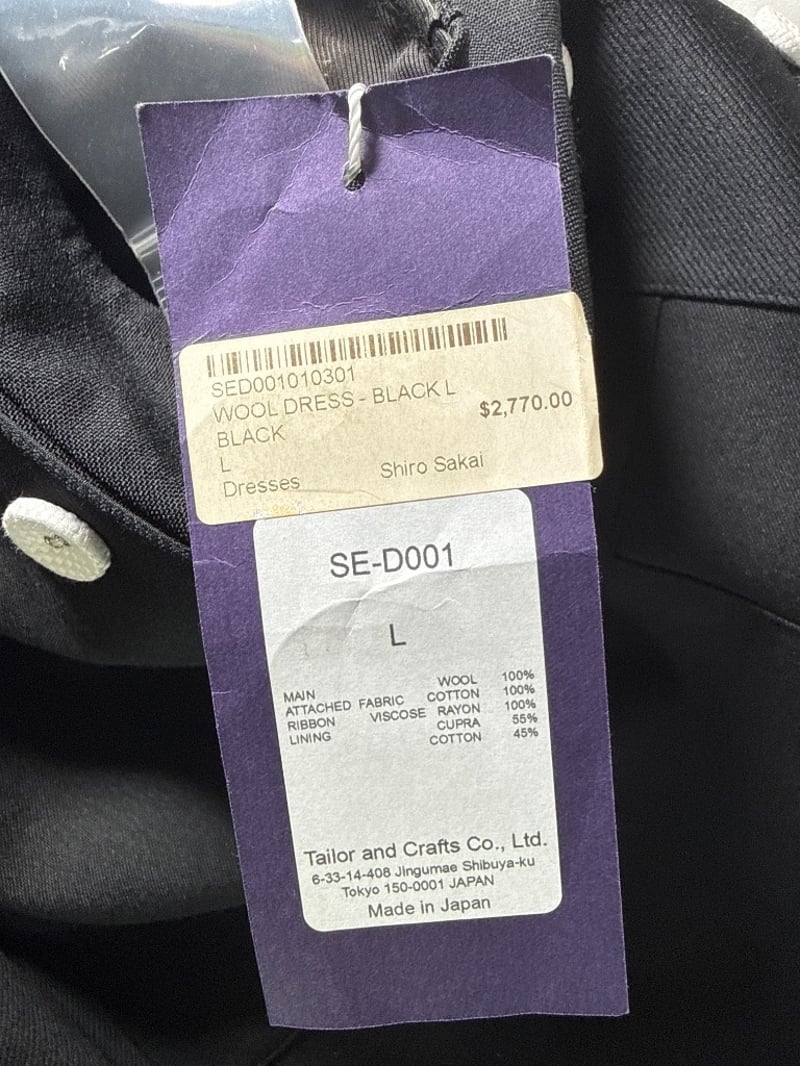 SED001010301
WOOL DRESS - BLACK L
BLACK
$2,770.00
L
Dresses Shiro Sakai
SE-D001
L
MAIN WOOL 100%
ATTACHED FABRIC COTTON 100%
RIBBON VISCOSE RAYON 100%
LINING CUPRA 55%
COTTON 45%
Tailor and Crafts Co., Ltd.
6-33-14-408 Jingumae Shibuya-ku
Tokyo 150-0001 JAPAN
Made in Japan